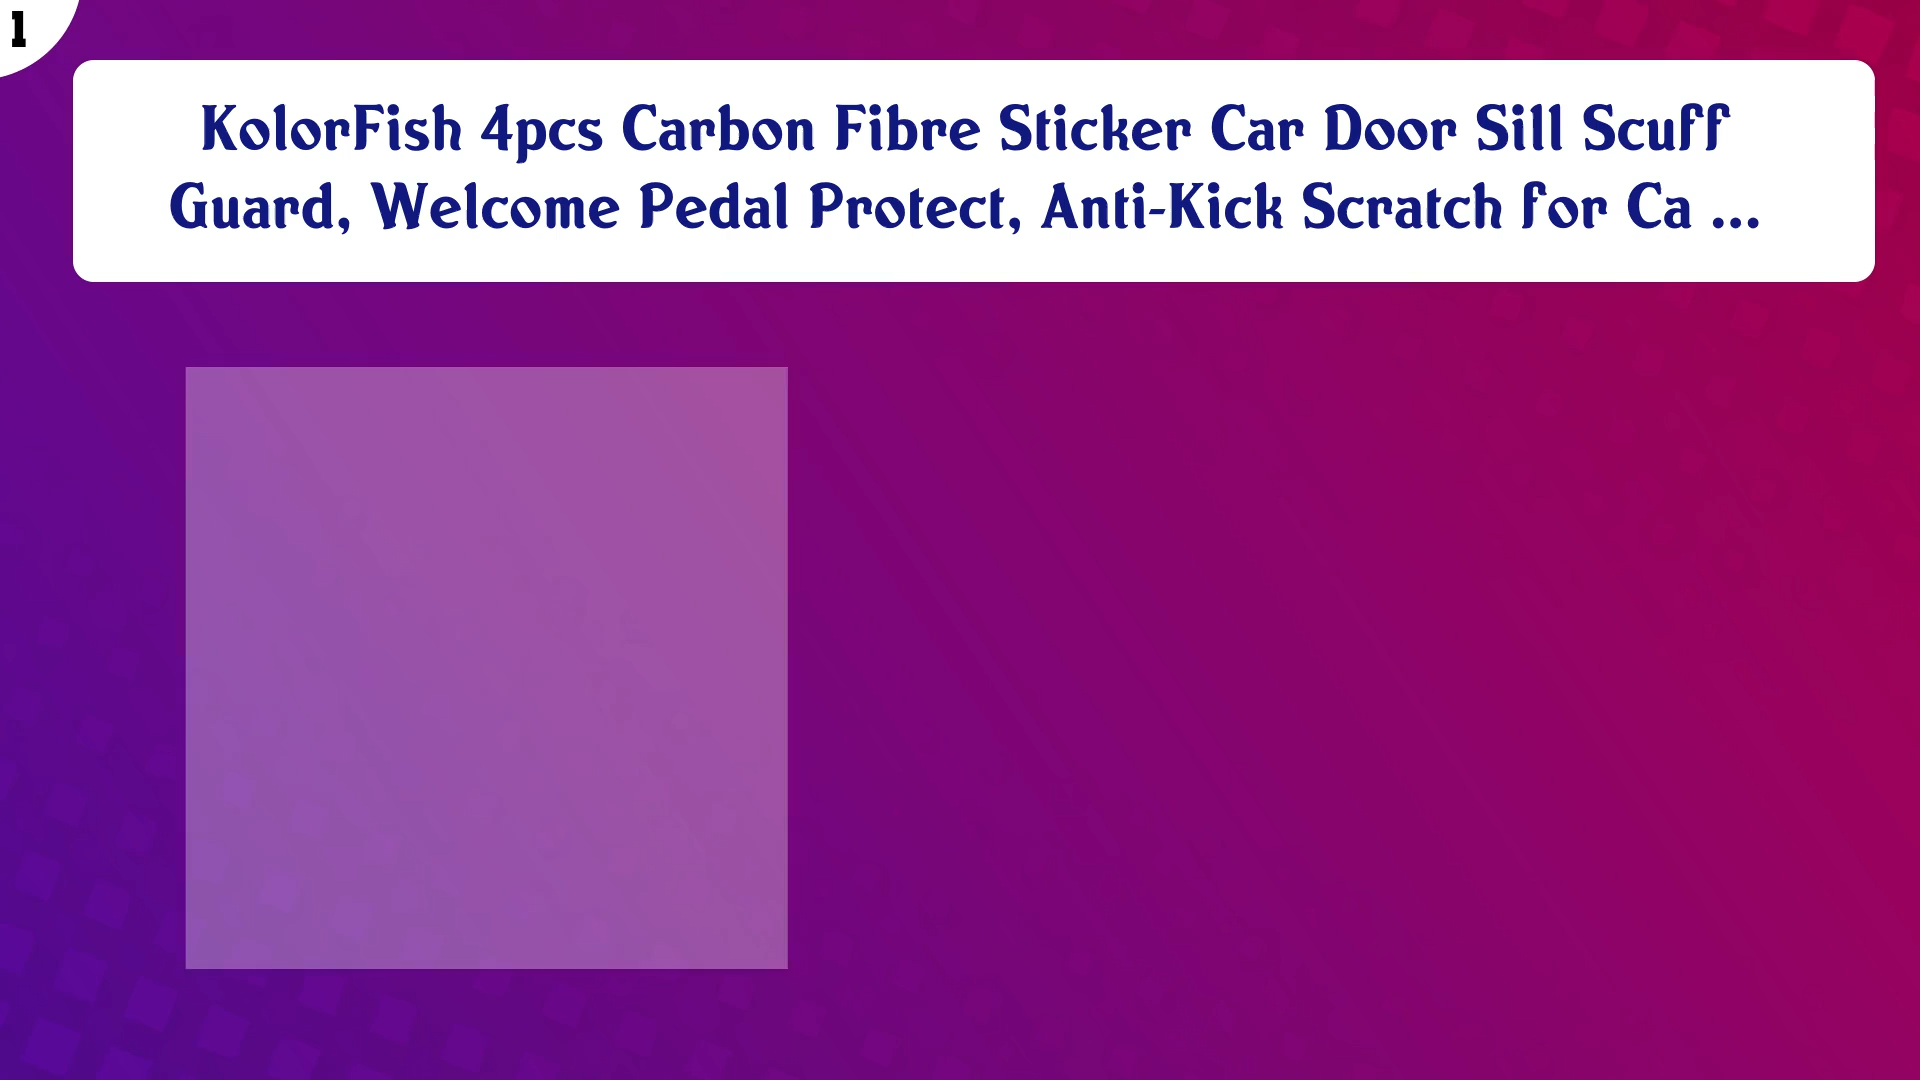 1
KolorFish 4pcs Carbon Fibre Sticker Car Door Sill Scuff
Guard, Welcome Pedal Protect, Anti-Kick Scratch for Ca ...